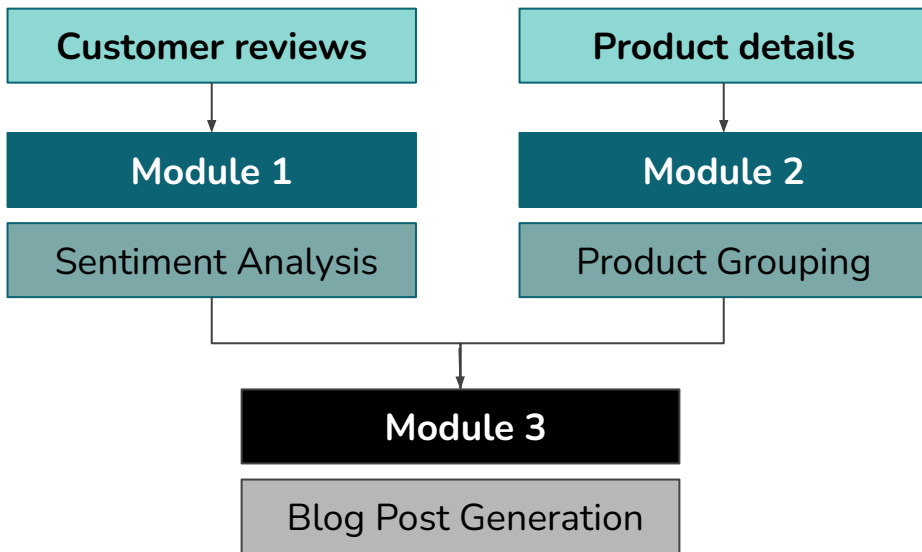 Customer reviews
Product details
Module 1
Module 2
Sentiment Analysis
Product Grouping
Module 3
Blog Post Generation